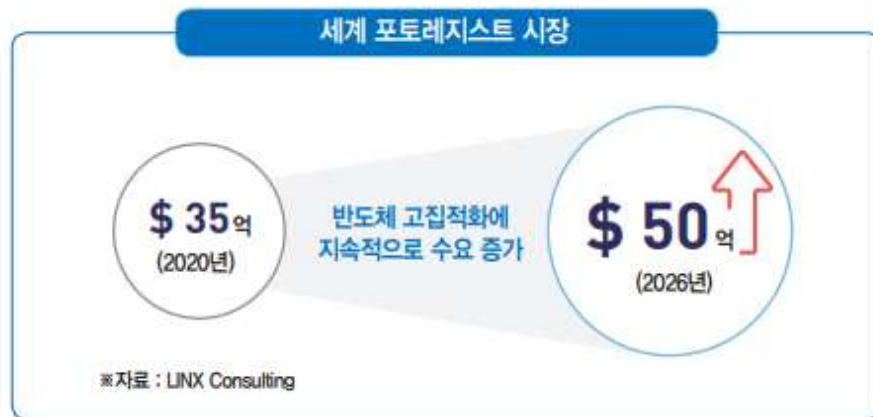 세계 포토레지스트 시장
$ 35억
(2020년)
반도체 고집적화에
지속적으로 수요 증가
$ 50억
(2026년)
※자료 : LINX Consulting